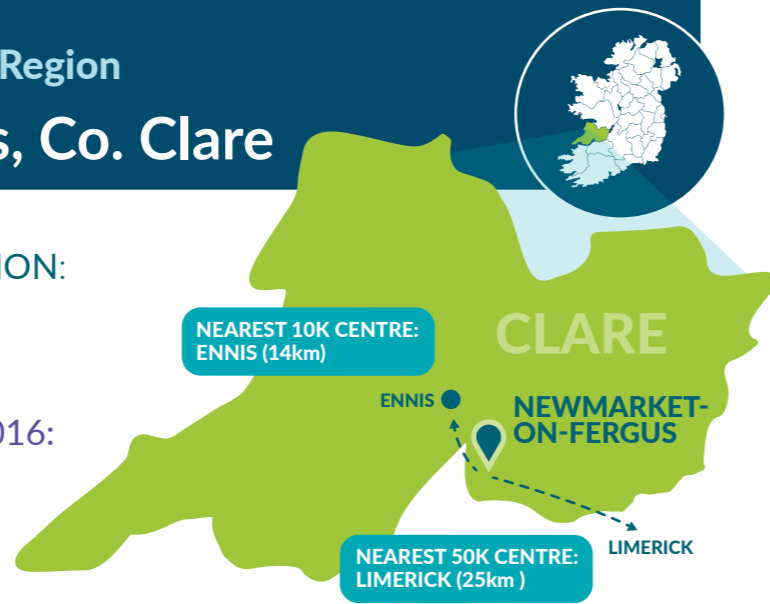 Region
s, Co. Clare
ION:
016:
NEAREST 10K CENTRE:
ENNIS (14km)
CLARE
ENNIS
NEWMARKET-
ON-FERGUS
LIMERICK
NEAREST 50K CENTRE:
LIMERICK (25km )